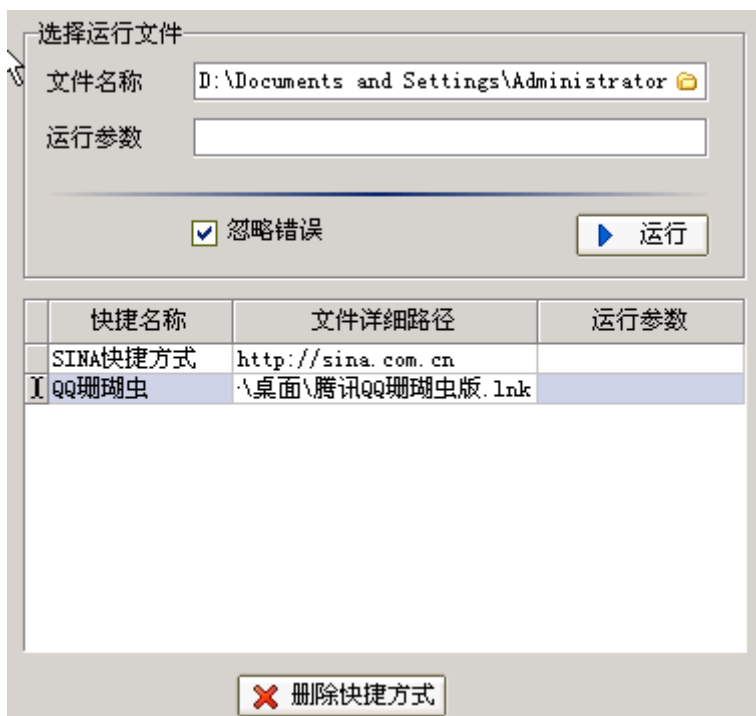 选择运行文件
文件名称 D:\Documents and Settings\Administrator
运行参数
忽略错误 运行
快捷名称 文件详细路径 运行参数
SINA快捷方式 http://sina.com.cn
QQ珊瑚虫 \桌面\腾讯QQ珊瑚虫版.lnk
删除快捷方式